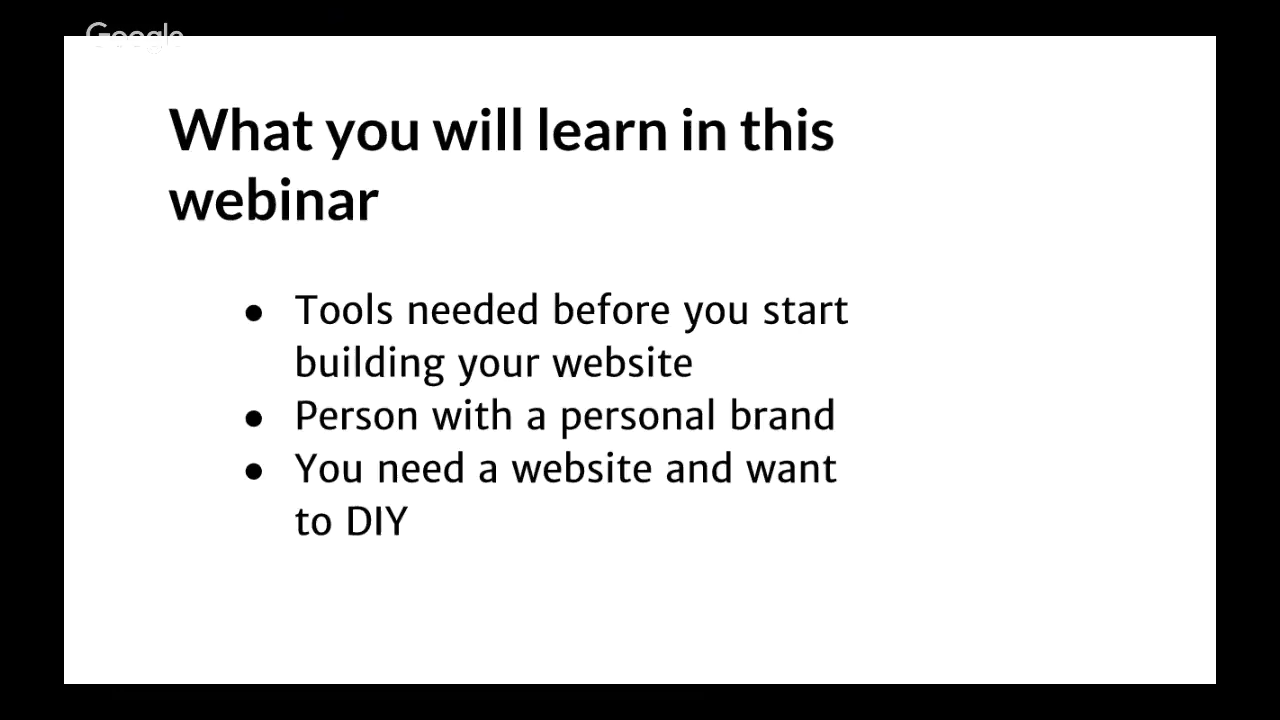 Google
What you will learn in this
webinar
● Tools needed before you start
building your website
● Person with a personal brand
● You need a website and want
to DIY